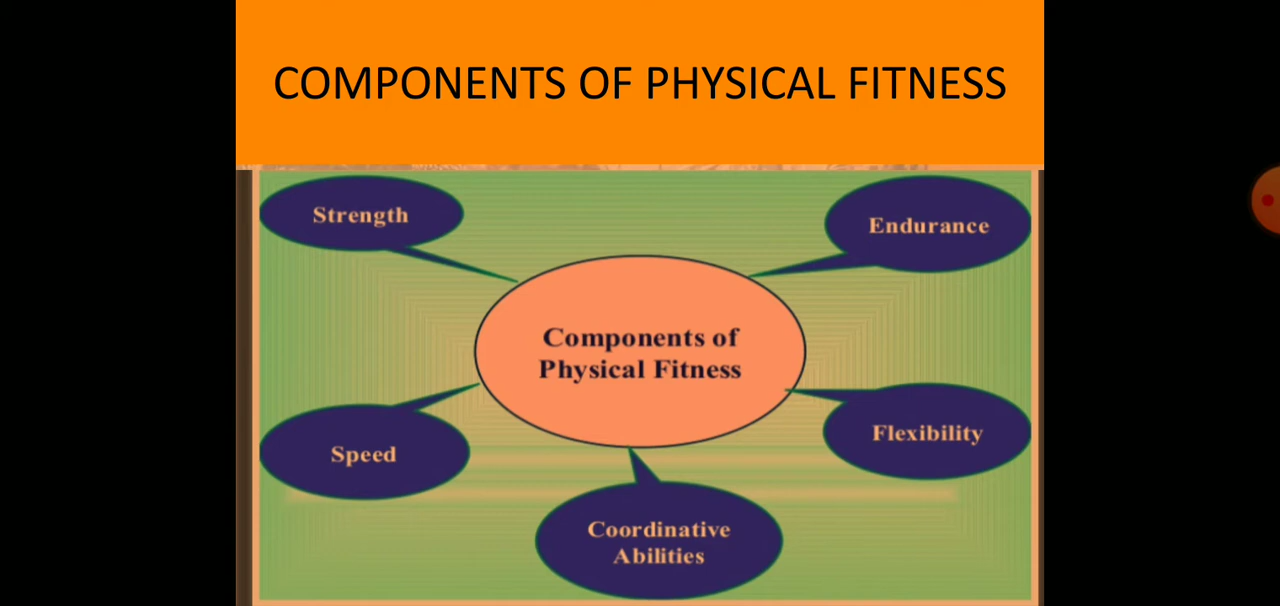 COMPONENTS OF PHYSICAL FITNESS
Strength
Endurance
Components of
Physical Fitness
Speed
Flexibility
Coordinative
Abilities